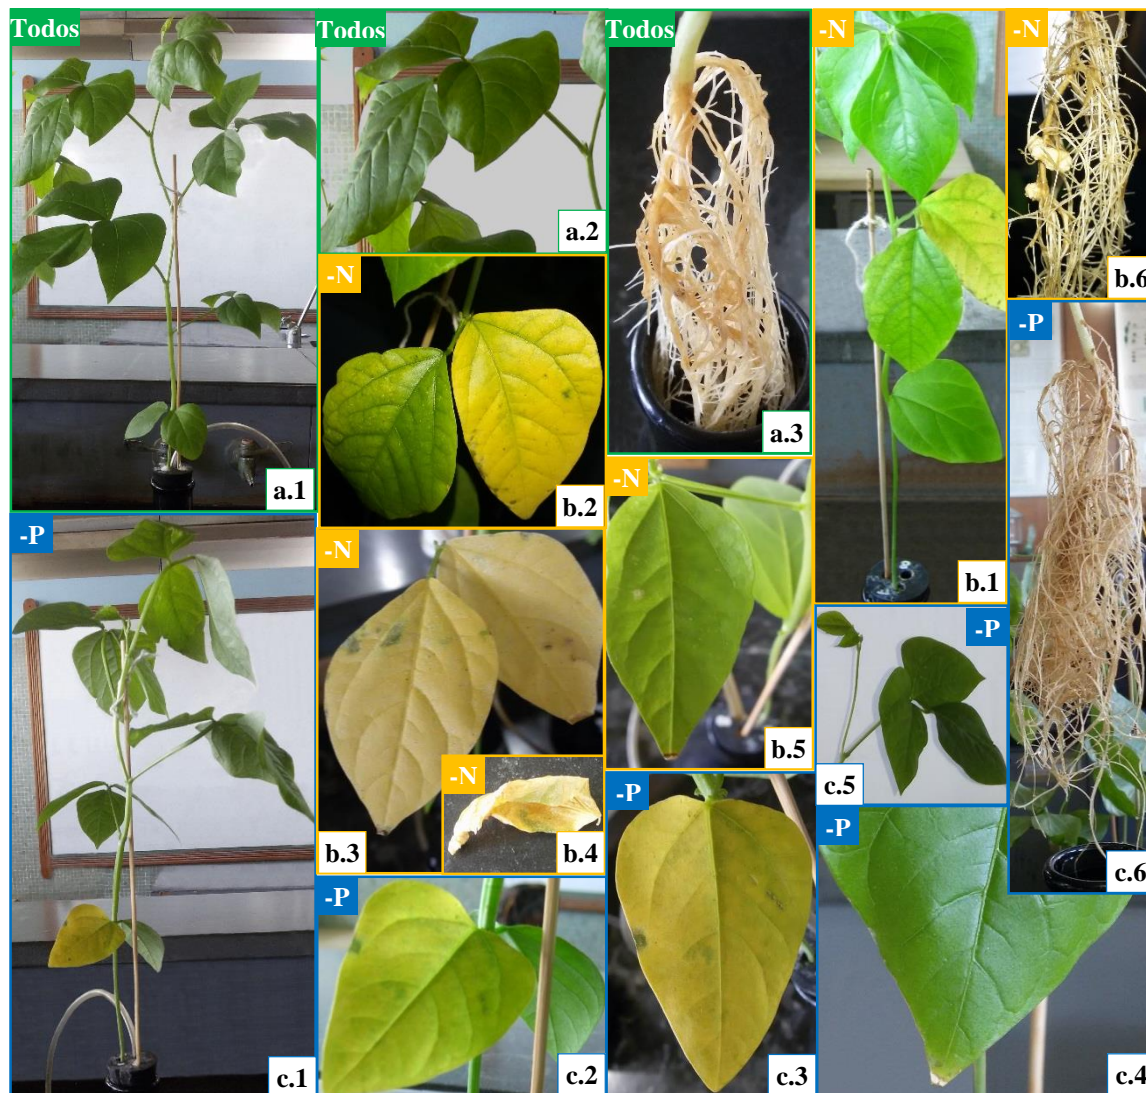 Todos
a.1
Todos
a.2
Todos
a.3
-N
b.1
-N
b.6
-N
b.2
-P
c.6
-N
b.5
-P
c.1
-N
b.3
-N
b.4
-P
c.5
-P
c.4
-P
c.2
-P
c.3